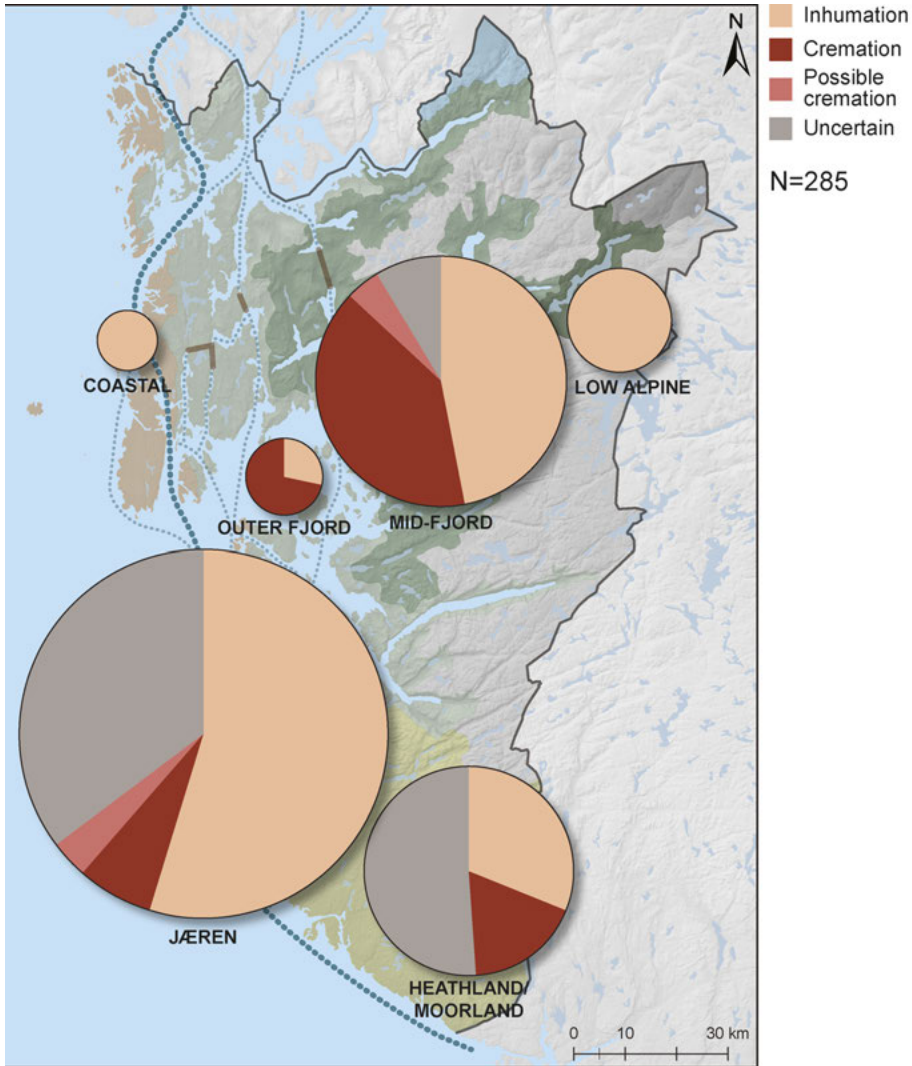 Inhumation
Cremation
Possible
cremation
Uncertain
N=285
N
COASTAL
LOW ALPINE
OUTER FJORD
MID-FJORD
JÆREN
HEATHLAND/
MOORLAND
0 10 30 km